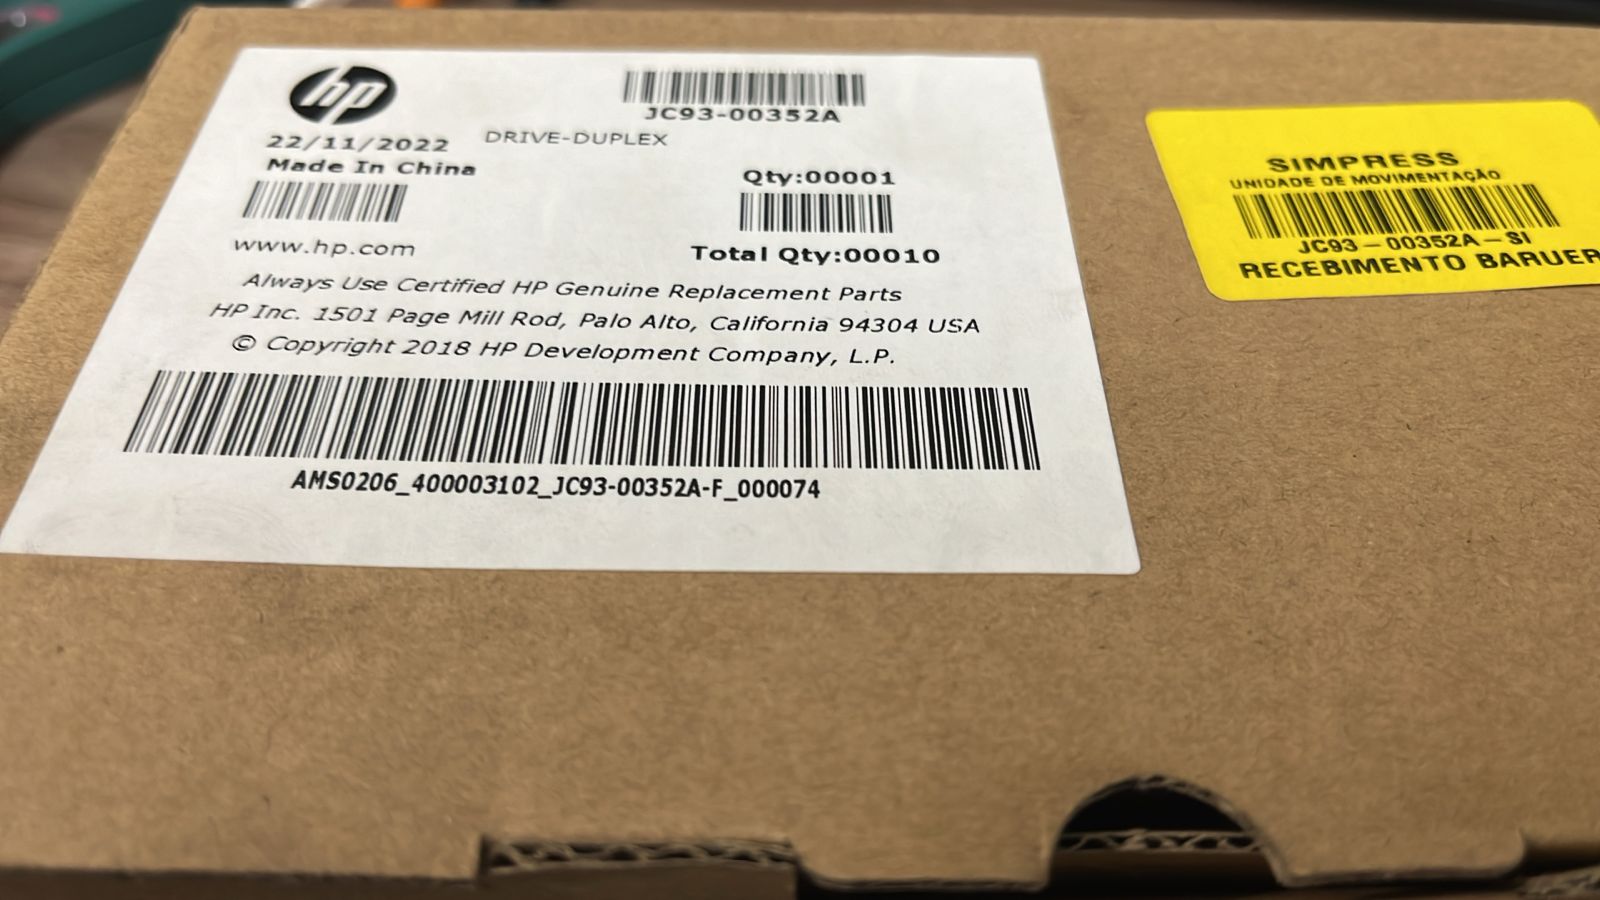 hp
JC93-00352A
22/11/2022 DRIVE-DUPLEX
Made In China
Qty:00001
www.hp.com
Total Qty:00010
Always Use Certified HP Genuine Replacement Parts
HP Inc. 1501 Page Mill Rod, Palo Alto, California 94304 USA
© Copyright 2018 HP Development Company, L.P.
AMS0206_400003102_JC93-00352A-F_000074
SIMPRESS
UNIDADE DE MOVIMENTAÇÃO
JC93-00352A-SI
RECEBIMENTO BARUER